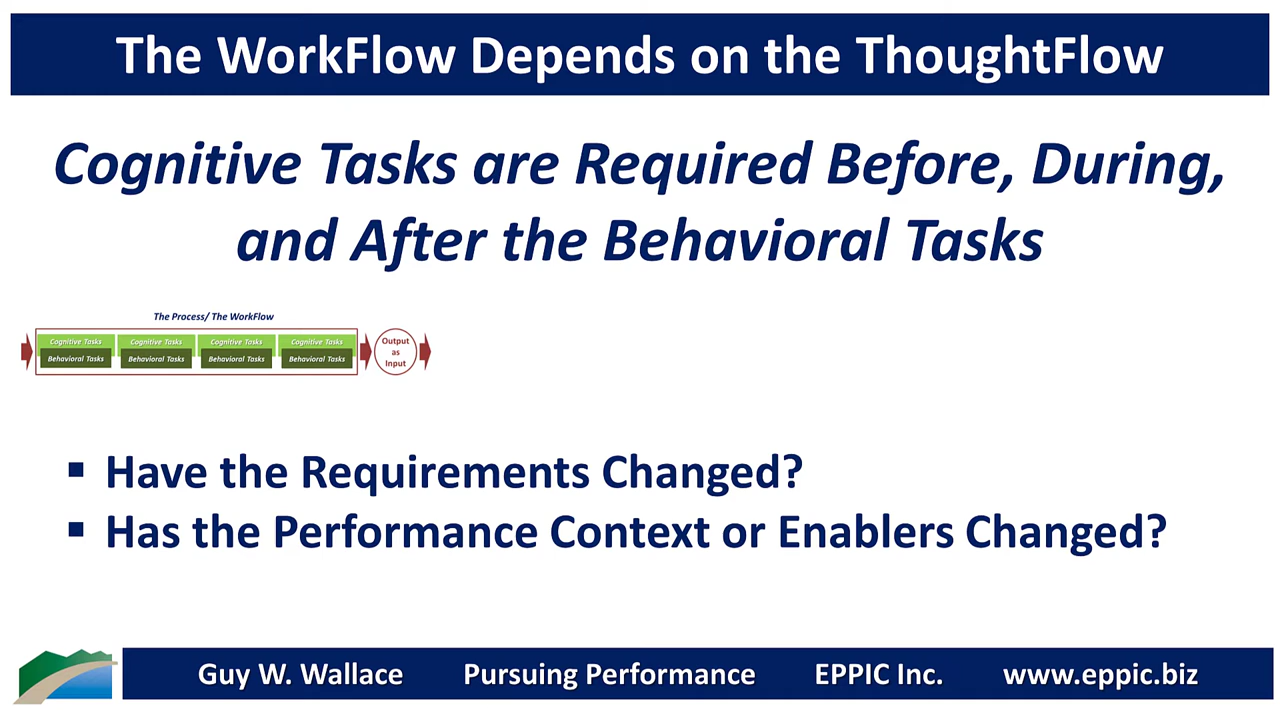 The WorkFlow Depends on the ThoughtFlow
Cognitive Tasks are Required Before, During,
and After the Behavioral Tasks
The Process/ The WorkFlow
Cognitive Tasks Cognitive Tasks Cognitive Tasks Cognitive Tasks
Behavioral Tasks Behavioral Tasks Behavioral Tasks Behavioral Tasks
Output
as
Input
▪ Have the Requirements Changed?
▪ Has the Performance Context or Enablers Changed?
Guy W. Wallace Pursuing Performance EPPIC Inc. www.eppic.biz